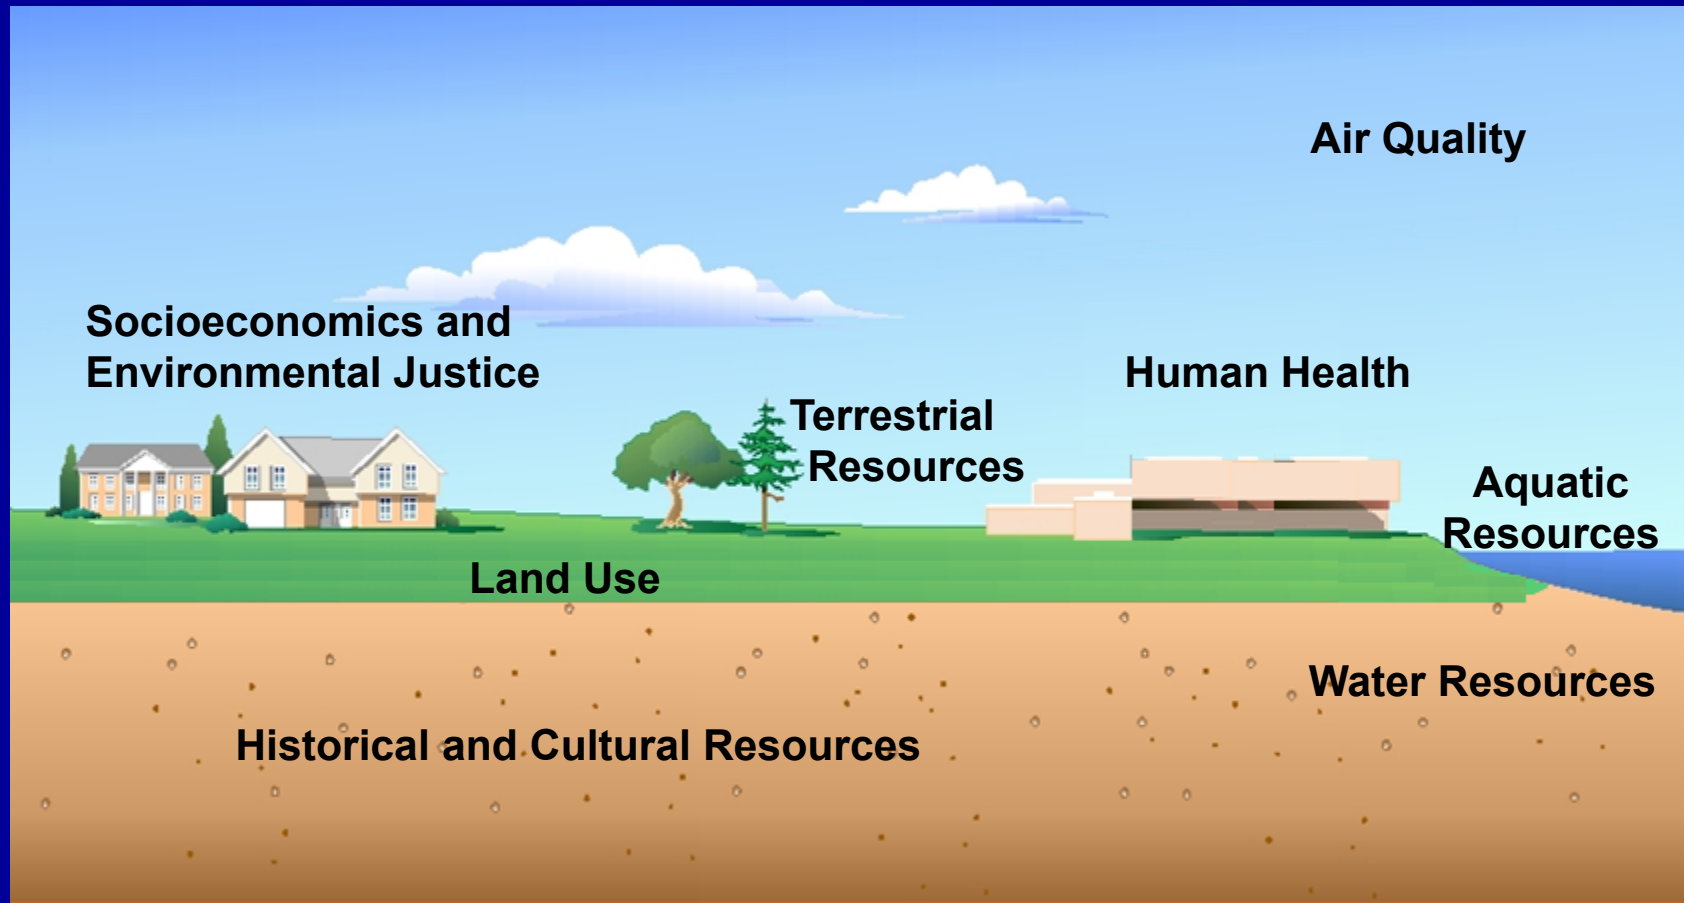 Air Quality
Socioeconomics and
Environmental Justice
Human Health
Terrestrial
Resources
Aquatic
Resources
Land Use
Water Resources
Historical and Cultural Resources